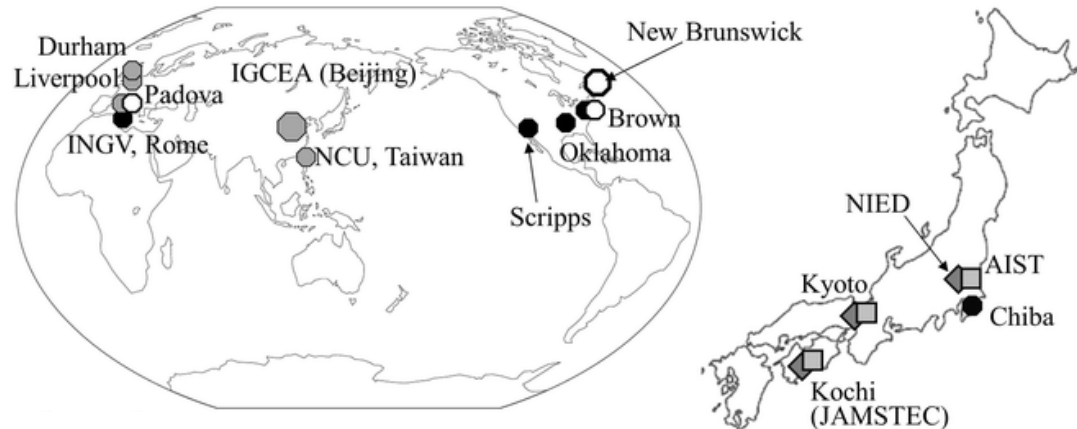 New Brunswick
Durham
Liverpool
IGCEA (Beijing)
Padova
Brown
INGV, Rome
NCU, Taiwan
Oklahoma
Scripps
NIED
AIST
Kyoto
Chiba
Kochi
(JAMSTEC)